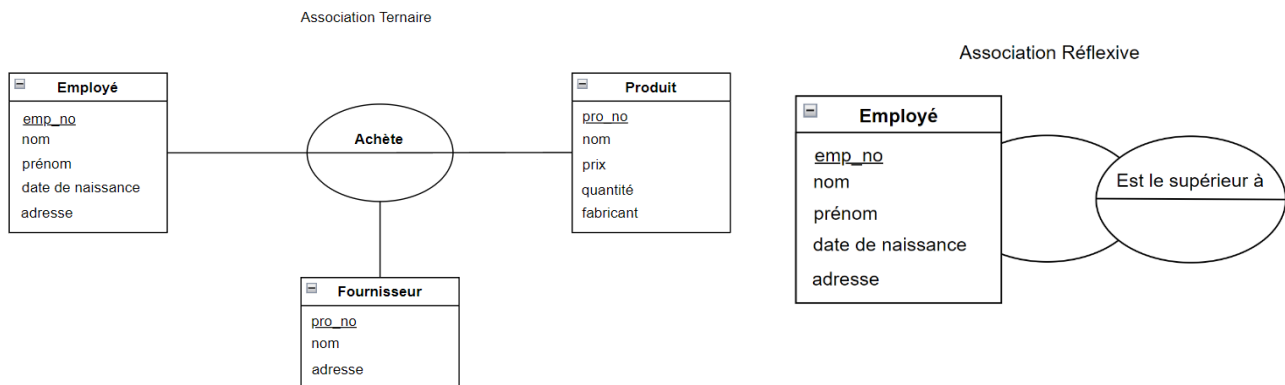 Association Ternaire
Employé
emp_no
nom
prénom
date de naissance
adresse
Achète
Produit
pro_no
nom
prix
quantité
fabricant
Fournisseur
pro_no
nom
adresse
Association Réflexive
Employé
emp_no
nom
prénom
date de naissance
adresse
Est le supérieur à